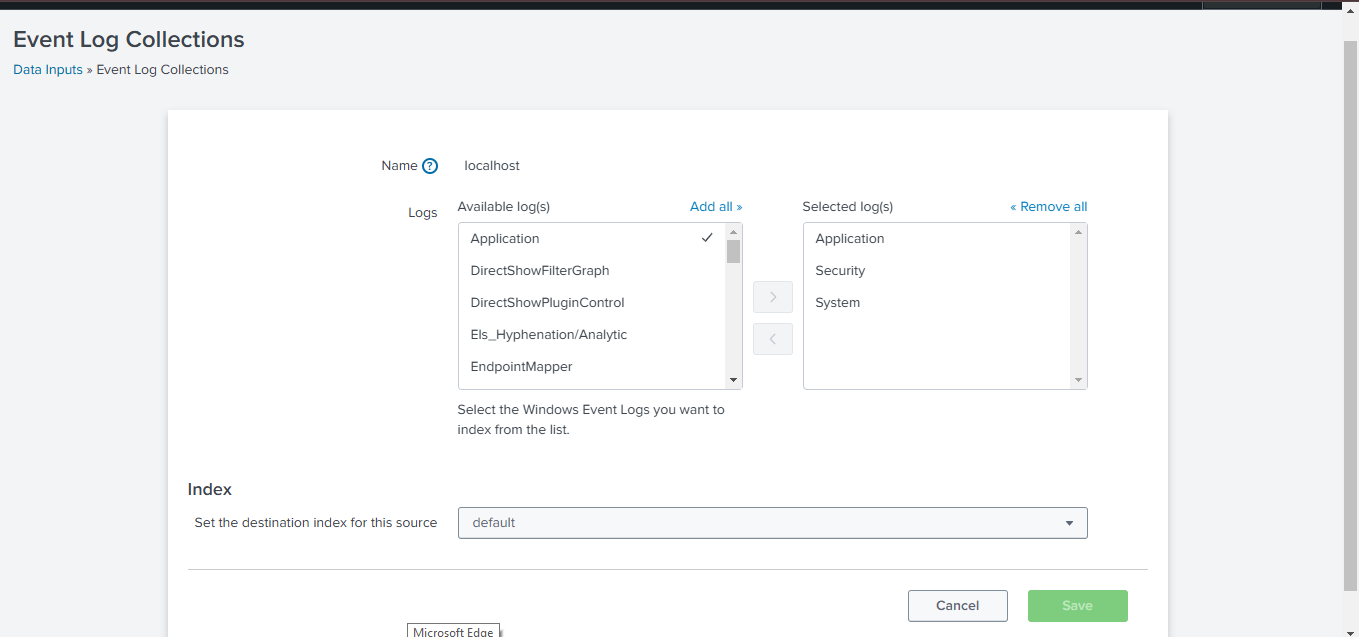 Event Log Collections
Data Inputs » Event Log Collections
Name ? localhost
Logs
Available log(s) Add all »
Application
DirectShowFilterGraph
DirectShowPluginControl
Els_Hyphenation/Analytic
EndpointMapper
Selected log(s) « Remove all
Application
Security
System
Select the Windows Event Logs you want to
index from the list.
Index
Set the destination index for this source default
Cancel Save
Microsoft Edge